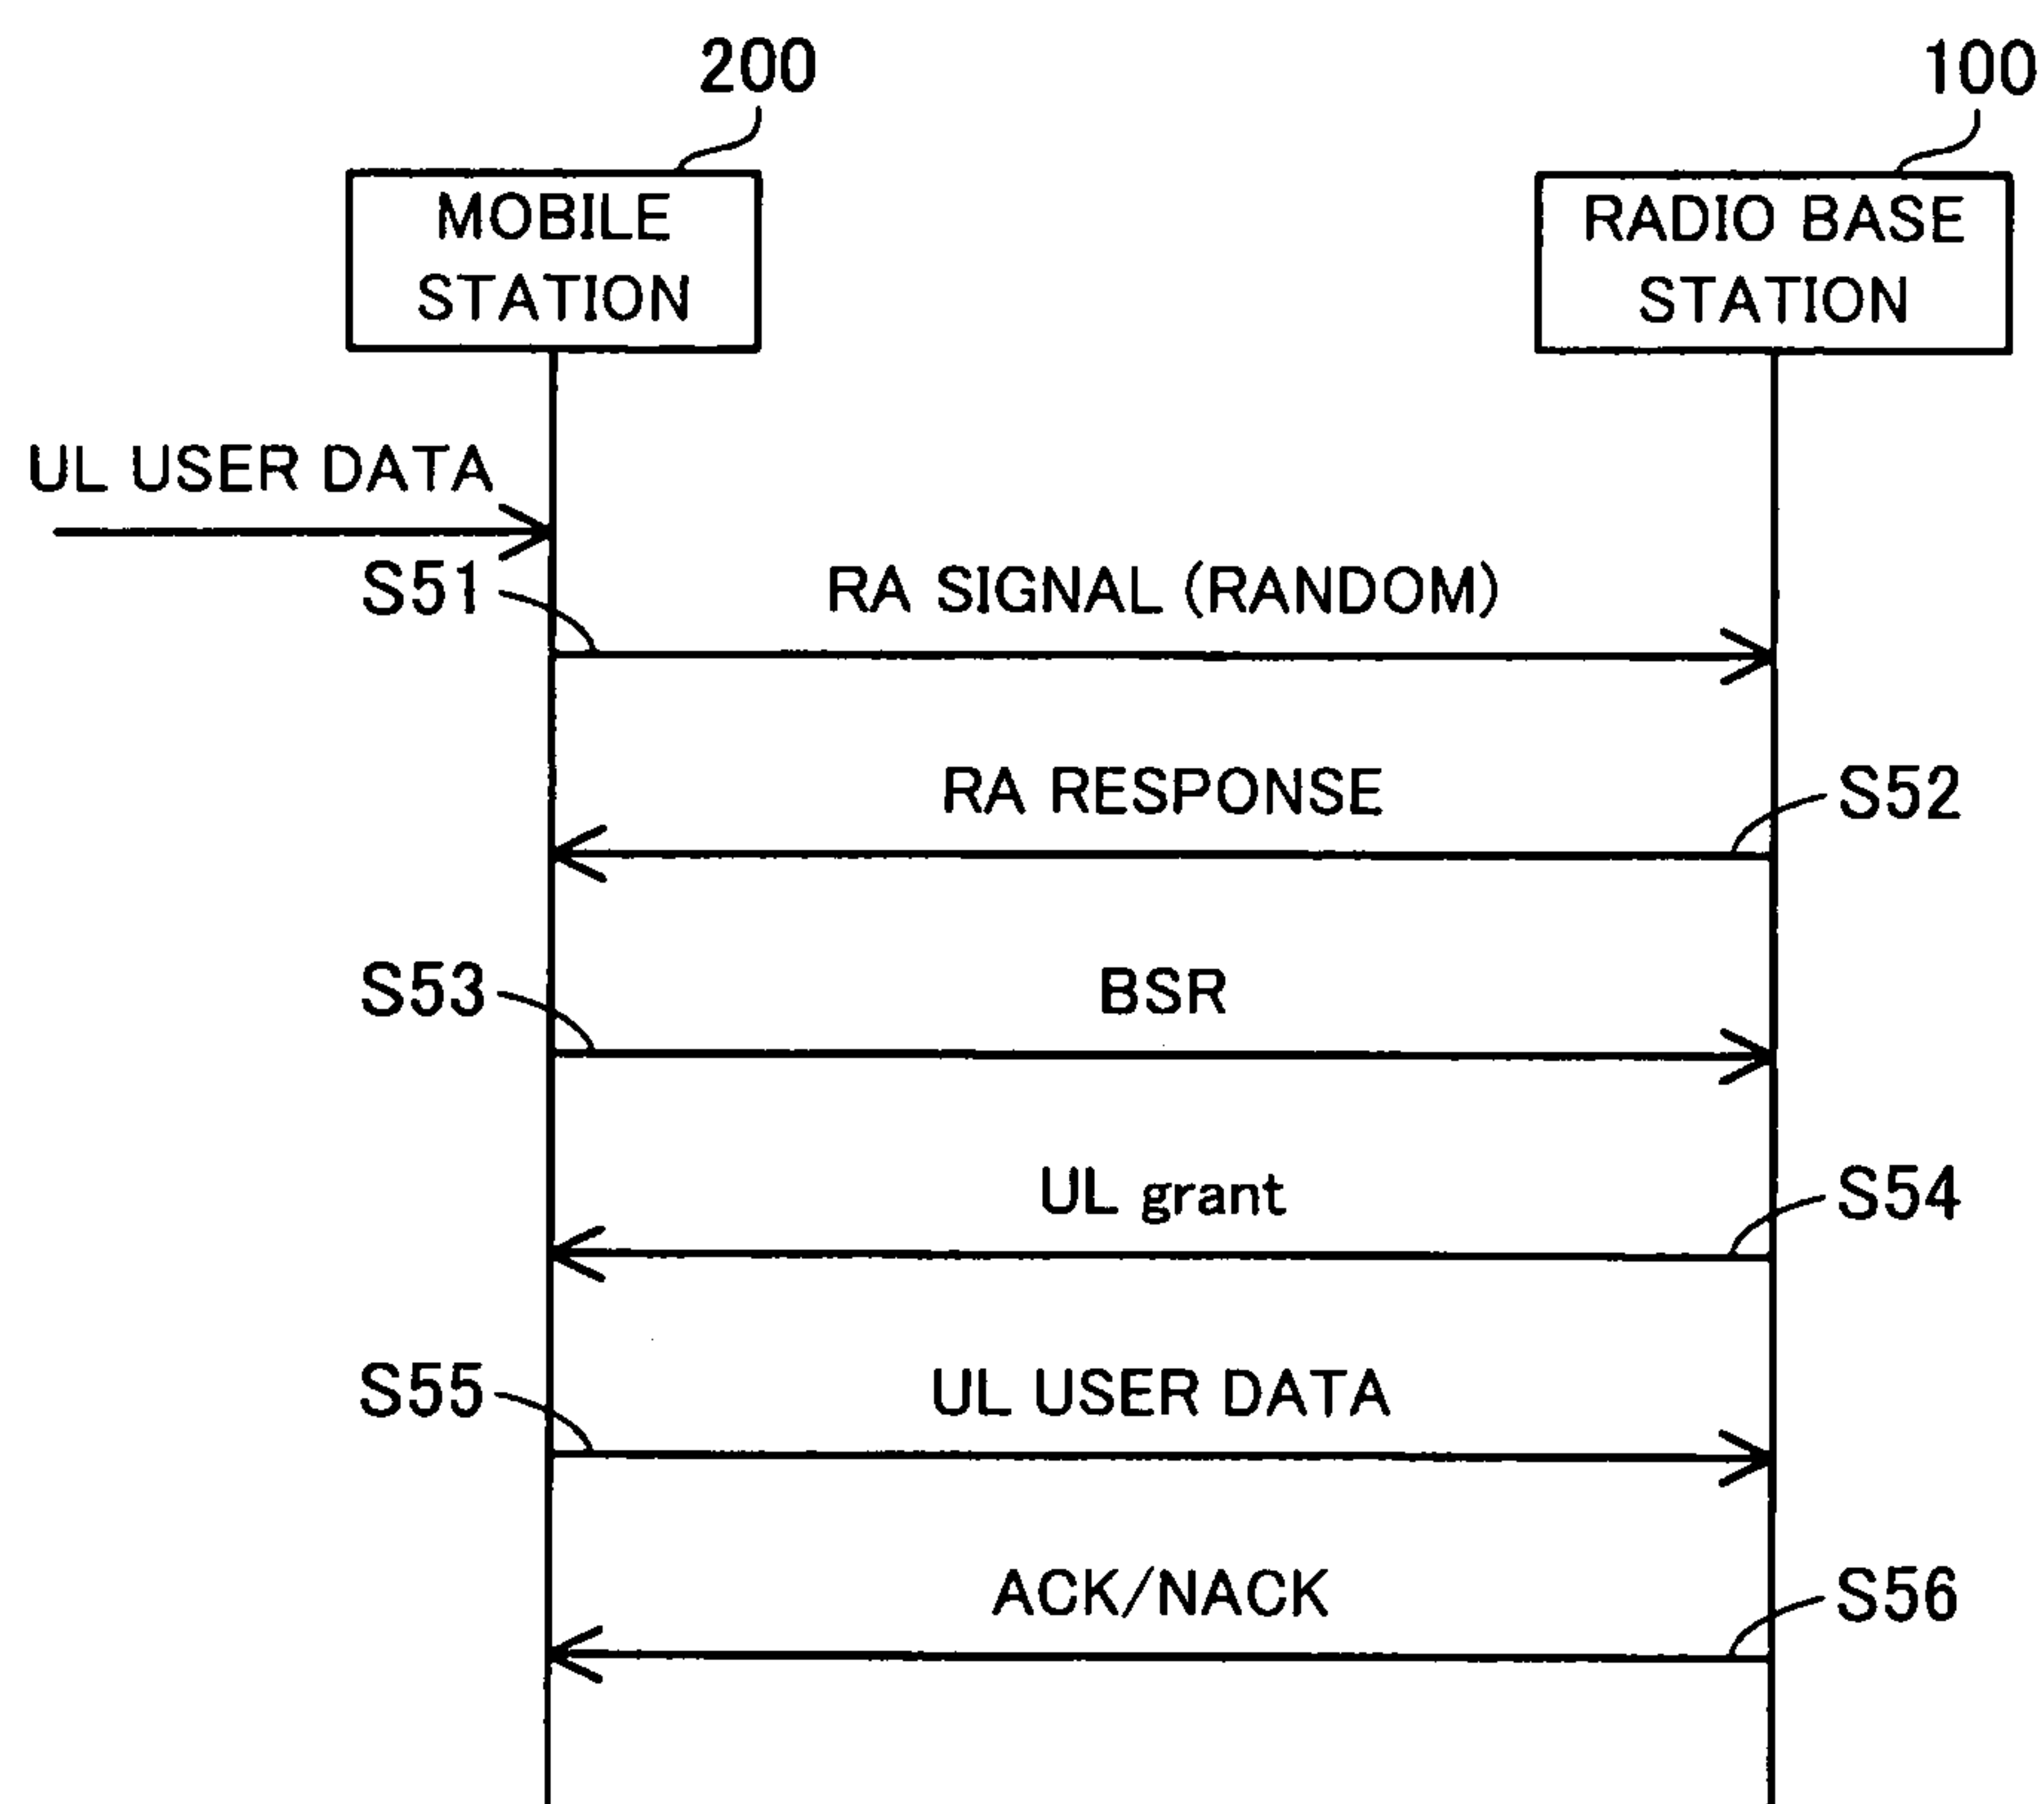 200
100
MOBILE
STATION
RADIO BASE
STATION
UL USER DATA
S51
RA SIGNAL (RANDOM)
RA RESPONSE
S52
S53
BSR
UL grant
S54
S55
UL USER DATA
ACK/NACK
S56